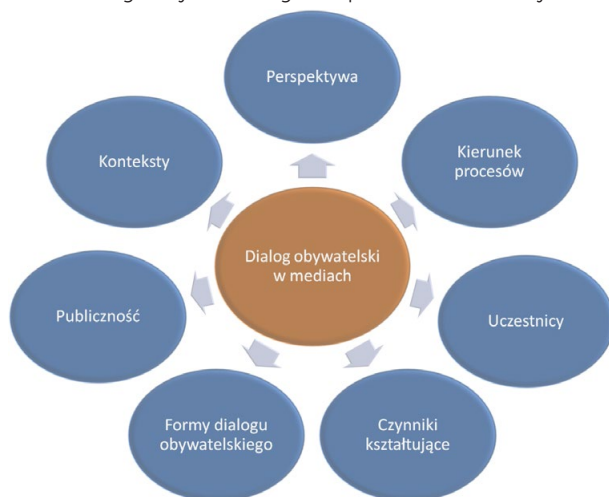 Perspektywa
Kierunek
procesów
Uczestnicy
Czynniki
kształtujące
Formy dialogu
obywatelskiego
Publiczność
Konteksty
Dialog obywatelski
w mediach